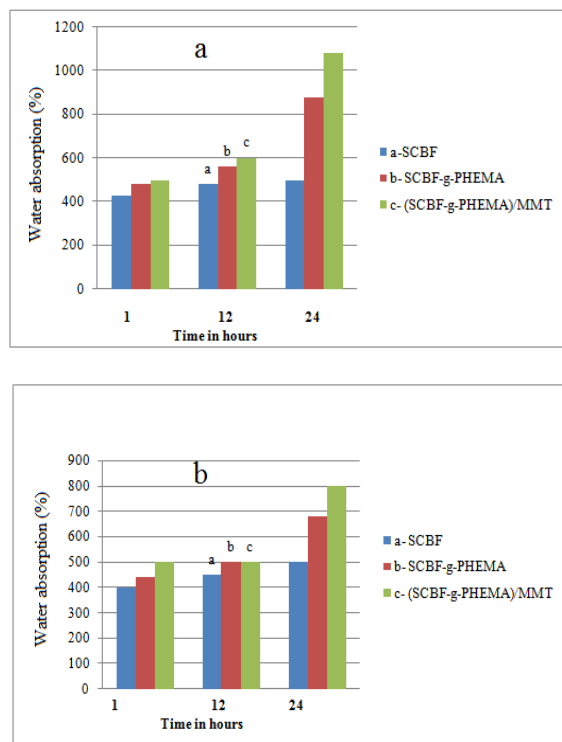 a
1200
1000
800
600
400
200
0
Water absorption (%)
a b c
1 12 24
Time in hours
a-SCBF
b- SCBF-g-PHEMA
c- (SCBF-g-PHEMA)/MMT
b
900
800
700
600
500
400
300
200
100
0
Water absorption (%)
a b c
1 12 24
Time in hours
a- SCBF
b-SCBF-g-PHEMA
c- (SCBF-g-PHEMA)/MMT